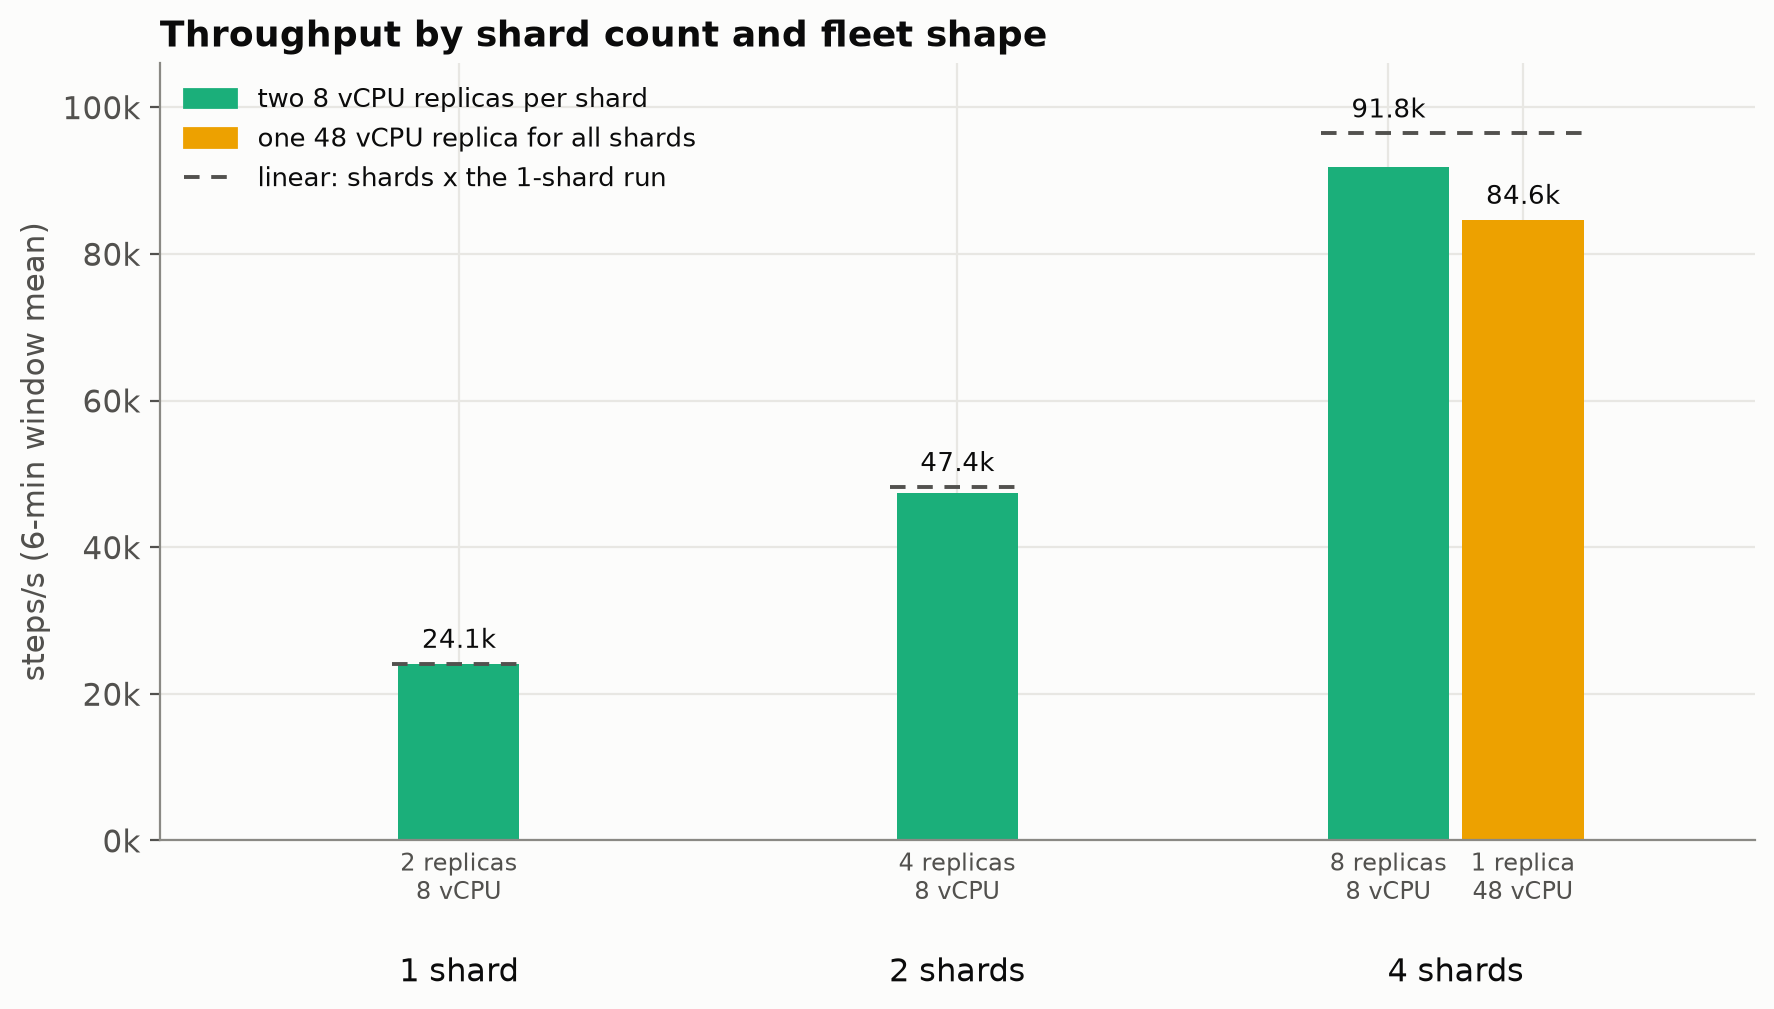 Throughput by shard count and fleet shape
two 8 vCPU replicas per shard
one 48 vCPU replica for all shards
linear: shards x the 1-shard run
steps/s (6-min window mean)
100k
80k
60k
40k
20k
0k
24.1k
47.4k
91.8k
84.6k
2 replicas
8 vCPU
4 replicas
8 vCPU
8 replicas
8 vCPU
1 replica
48 vCPU
1 shard
2 shards
4 shards